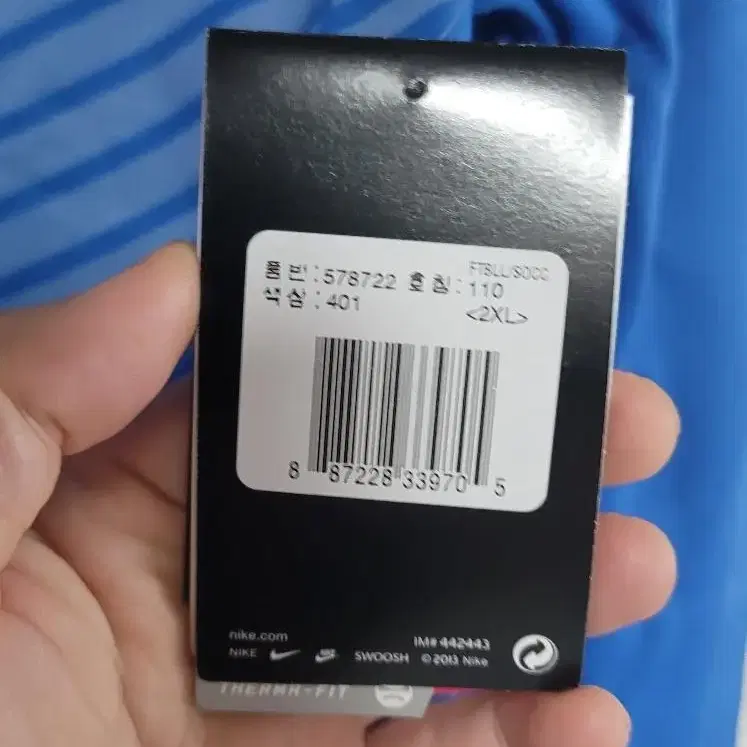 FTBLL/SOCC
품 번 : 578722 호 칭 : 110
색 상 : 401 <2XL>
8 87228 33970 5
nike.com IM# 442443
NIKE SWOOSH © 2013 Nike
THERMA-FIT